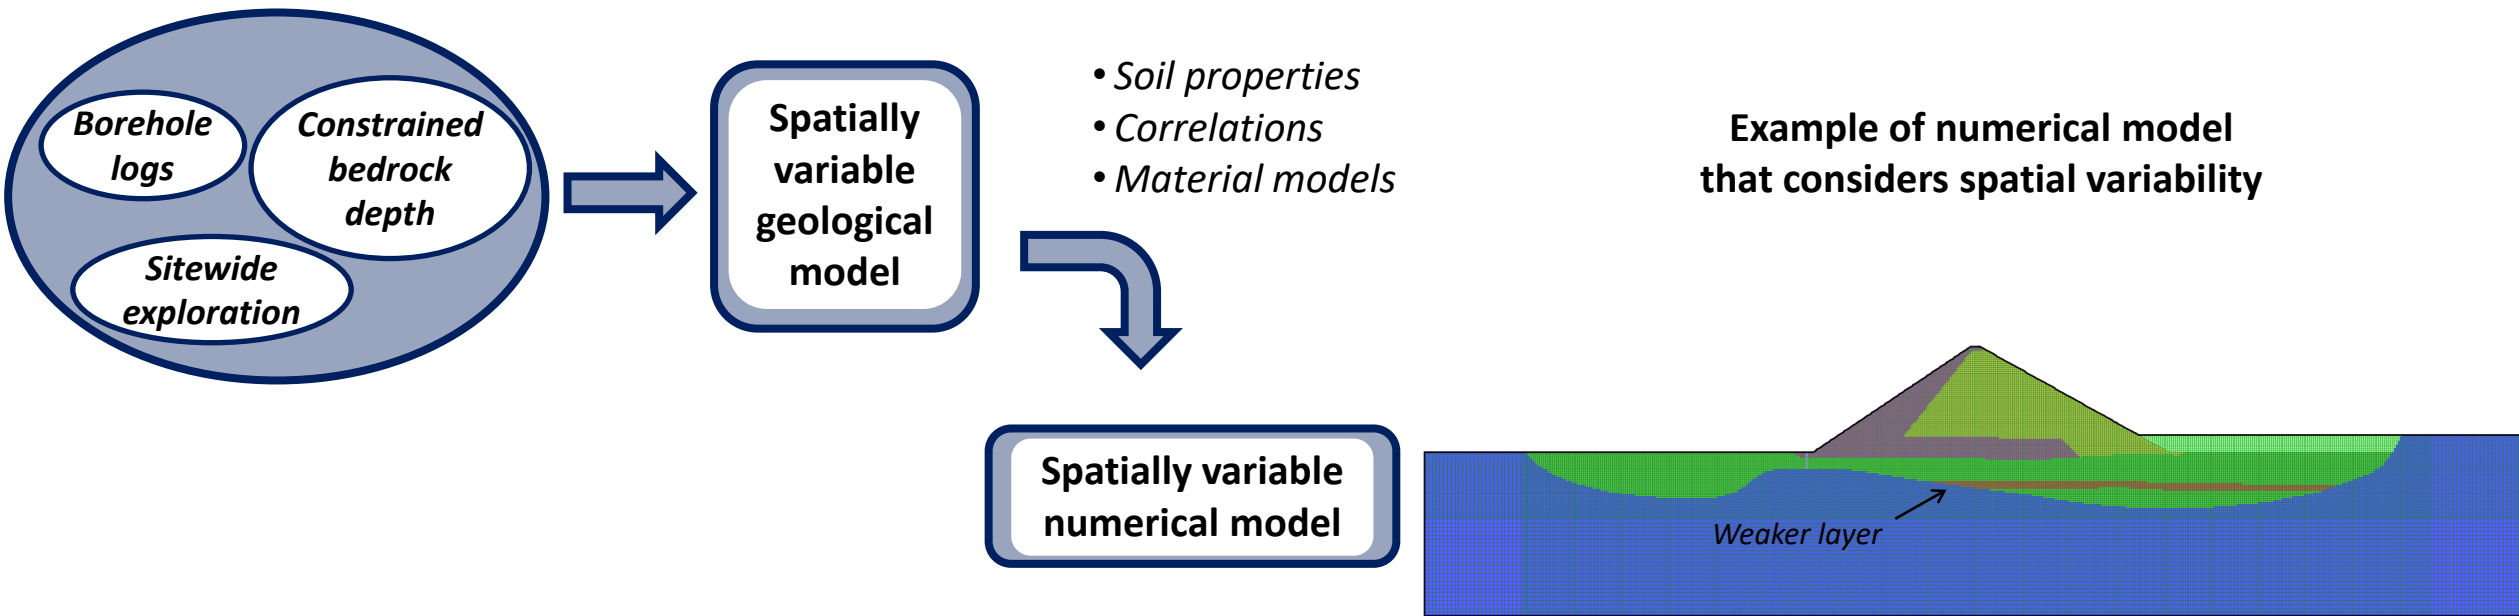 Borehole
logs
Constrained
bedrock
depth
Sitewide
exploration
Spatially
variable
geological
model
• Soil properties
• Correlations
• Material models
Spatially variable
numerical model
Example of numerical model
that considers spatial variability
Weaker layer